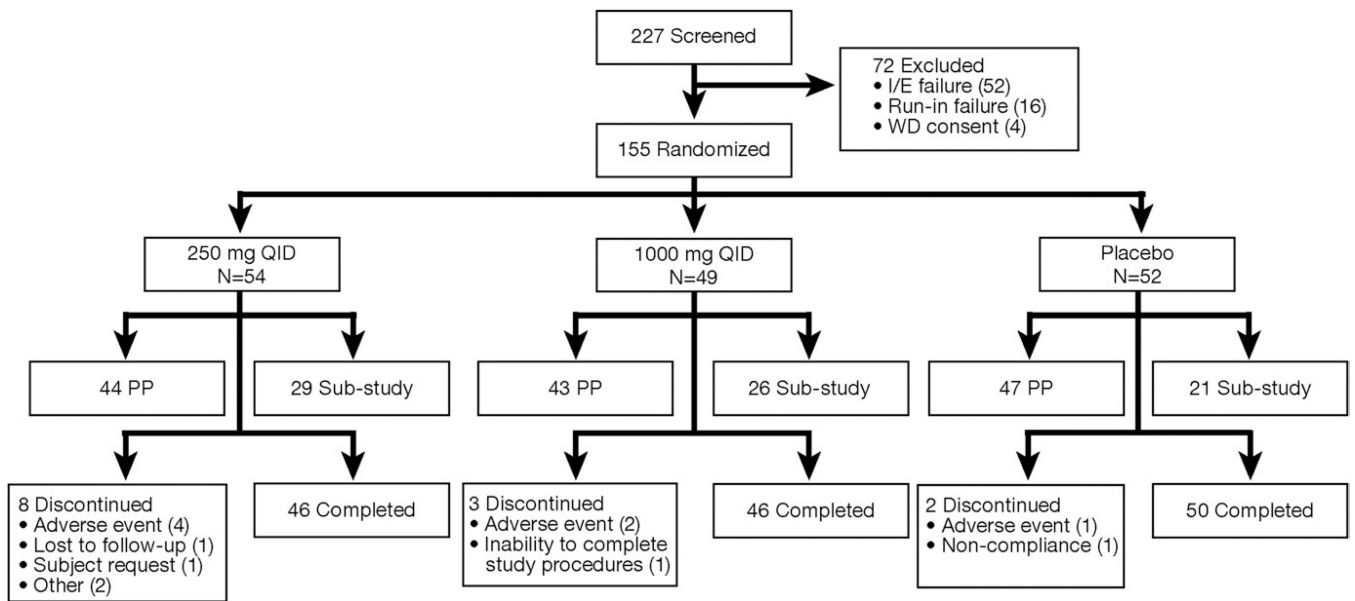 227 Screened
72 Excluded
• I/E failure (52)
• Run-in failure (16)
• WD consent (4)
155 Randomized
250 mg QID
N=54
1000 mg QID
N=49
Placebo
N=52
44 PP
29 Sub-study
43 PP
26 Sub-study
47 PP
21 Sub-study
8 Discontinued
• Adverse event (4)
• Lost to follow-up (1)
• Subject request (1)
• Other (2)
46 Completed
3 Discontinued
• Adverse event (2)
• Inability to complete
study procedures (1)
46 Completed
2 Discontinued
• Adverse event (1)
• Non-compliance (1)
50 Completed